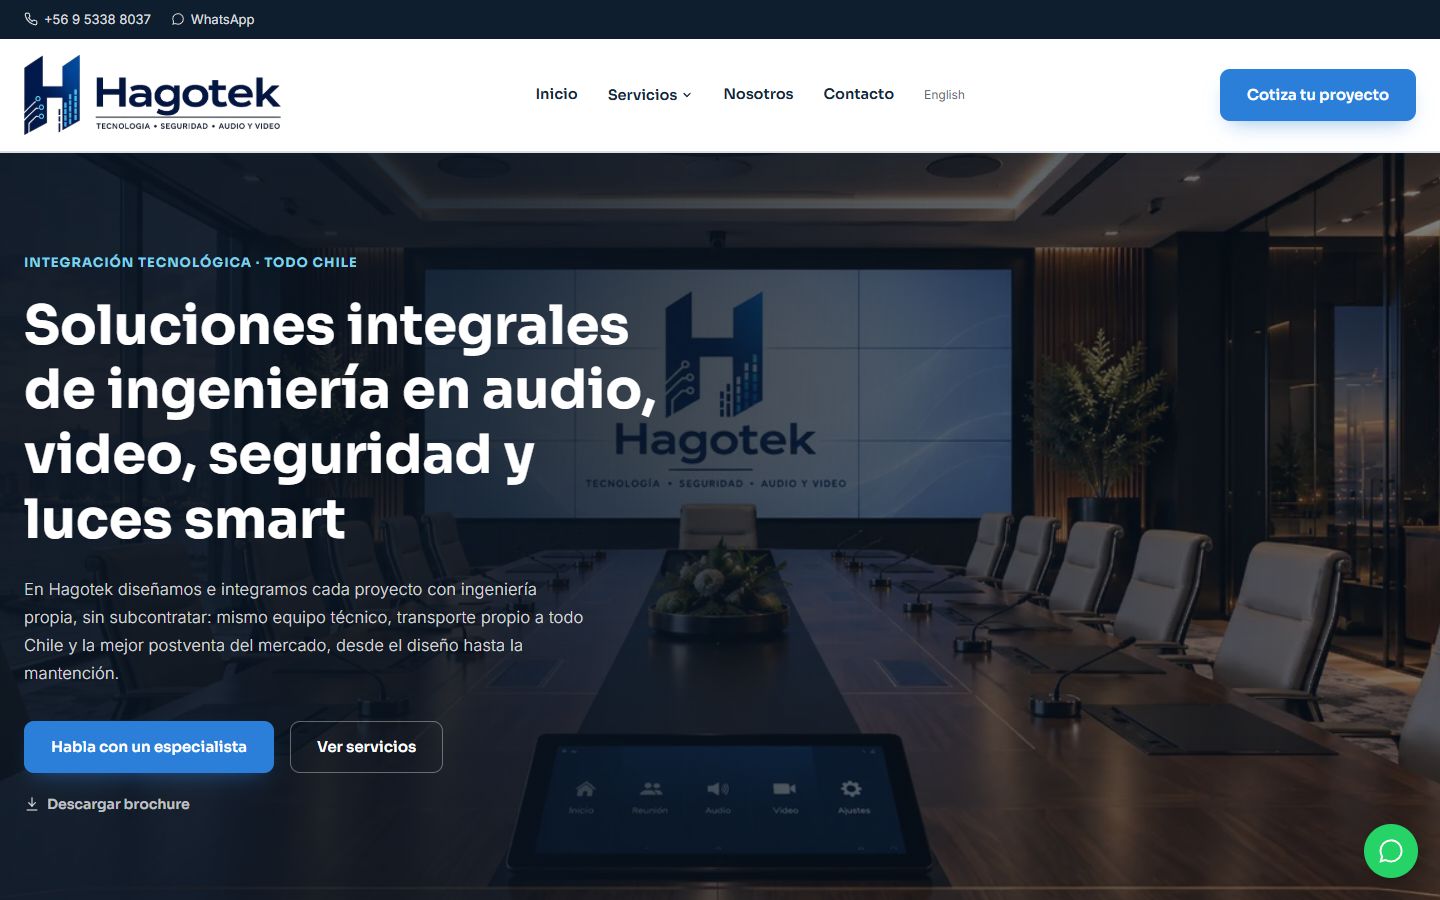 +56 9 5338 8037 WhatsApp
Hagotek
TECNOLOGIA • SEGURIDAD • AUDIO Y VIDEO
Inicio Servicios Nosotros Contacto English
Cotiza tu proyecto
INTEGRACIÓN TECNOLÓGICA · TODO CHILE
Soluciones integrales
de ingeniería en audio,
video, seguridad y
luces smart
Hagotek
TECNOLOGÍA • SEGURIDAD • AUDIO Y VIDEO
En Hagotek diseñamos e integramos cada proyecto con ingeniería
propia, sin subcontratar: mismo equipo técnico, transporte propio a todo
Chile y la mejor postventa del mercado, desde el diseño hasta la
mantención.
Habla con un especialista Ver servicios
Descargar brochure
Inicio Reunión Audio Video Ajustes